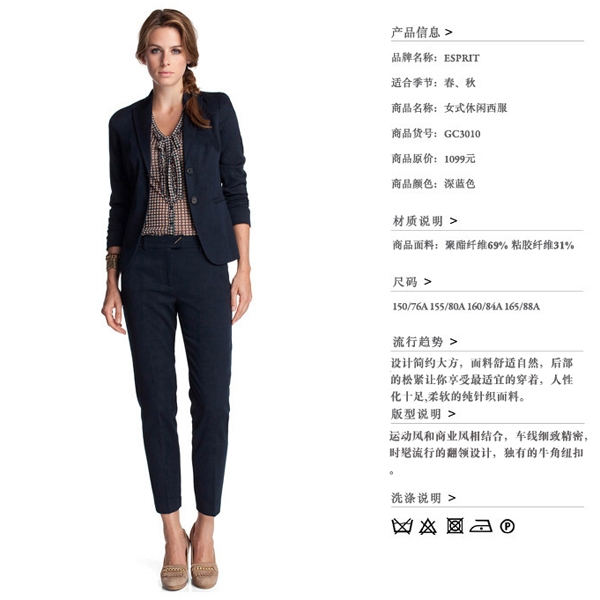 产品信息 >
品牌名称：ESPRIT
适合季节：春、秋
商品名称：女式休闲西服
商品货号：GC3010
商品原价：1099元
商品颜色：深蓝色
材质说明 >
商品面料：聚酯纤维69% 粘胶纤维31%
尺码 >
150/76A 155/80A 160/84A 165/88A
流行趋势 >
设计简约大方，面料舒适自然，后部
的松紧让你享受最适宜的穿着，人性
化十足,柔软的纯针织面料。
版型说明 >
运动风和商业风相结合，车线细致精密，
时髦流行的翻领设计，独有的牛角纽扣
。
洗涤说明 >
P